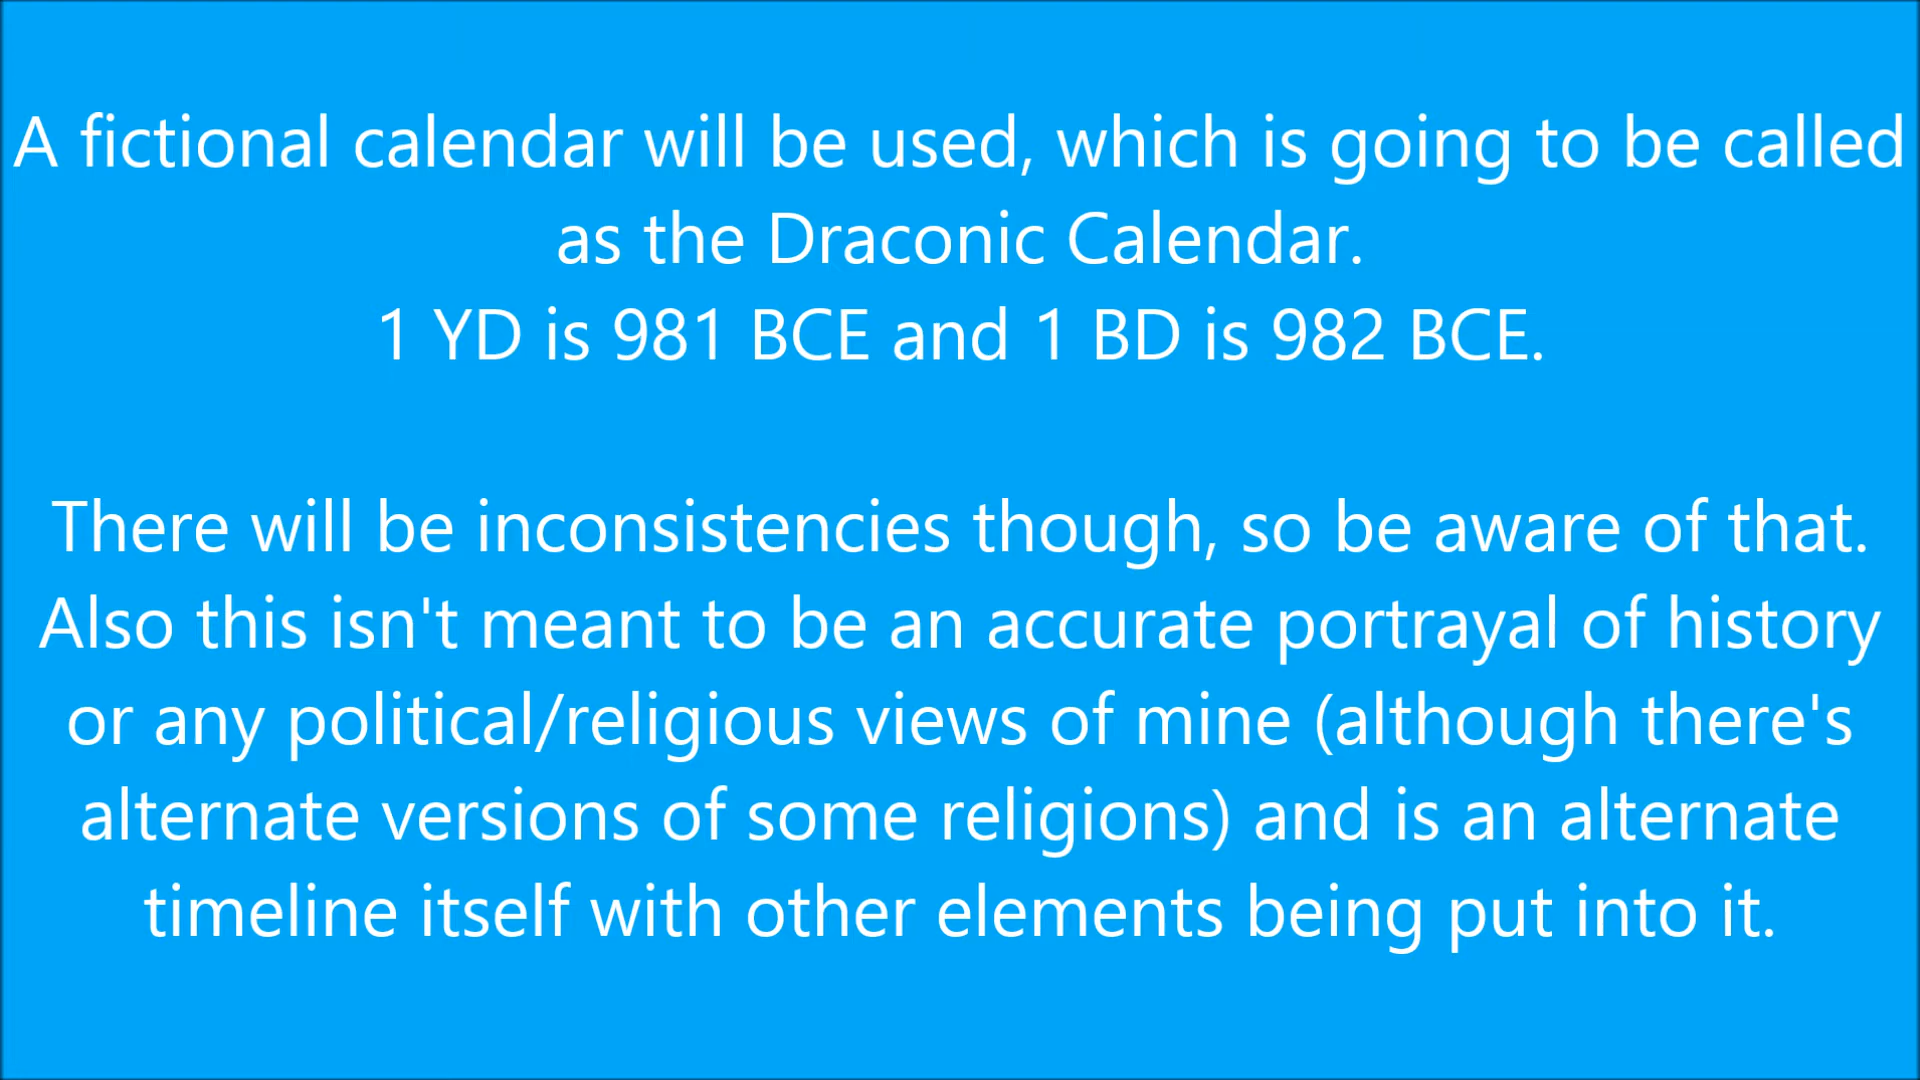 A fictional calendar will be used, which is going to be called
as the Draconic Calendar.
1 YD is 981 BCE and 1 BD is 982 BCE.
There will be inconsistencies though, so be aware of that.
Also this isn't meant to be an accurate portrayal of history
or any political/religious views of mine (although there's
alternate versions of some religions) and is an alternate
timeline itself with other elements being put into it.